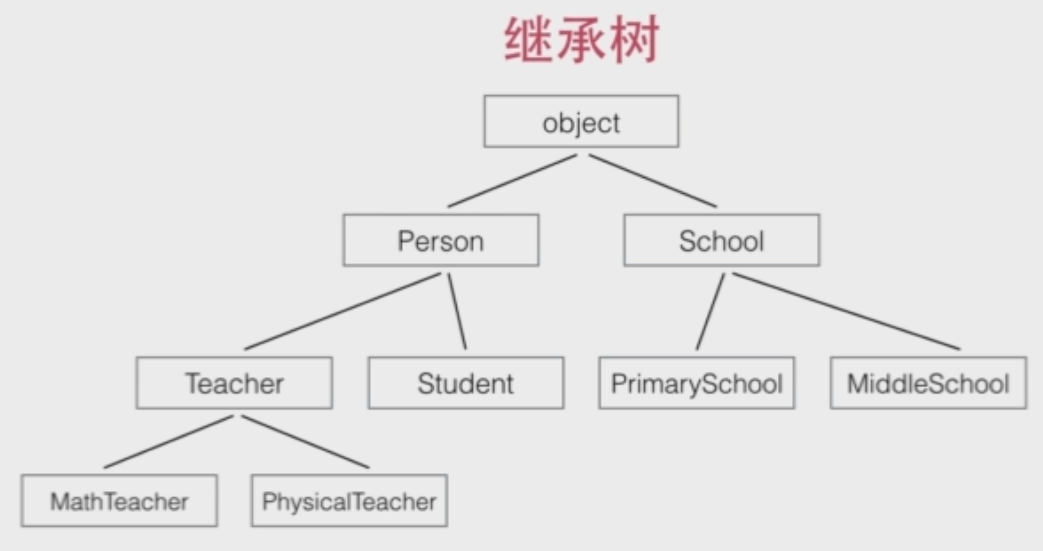 继承树
object
Person
School
Teacher
Student
PrimarySchool
MiddleSchool
MathTeacher
PhysicalTeacher